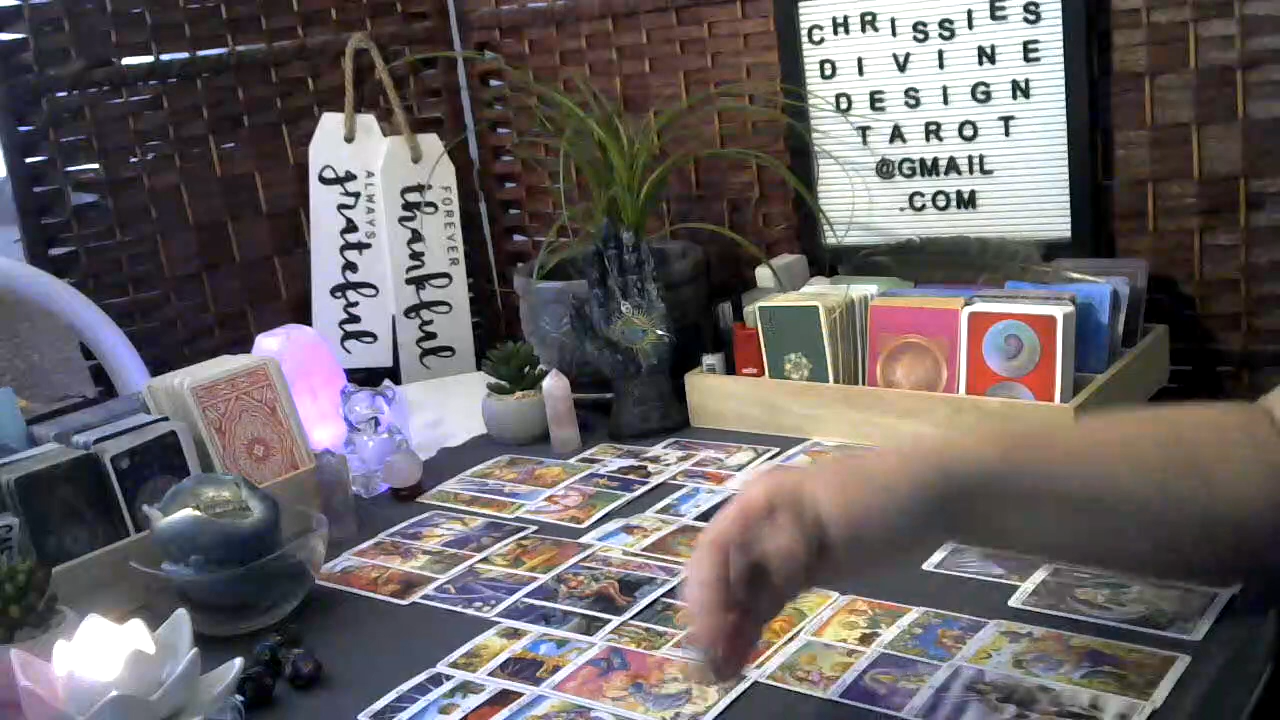 CHRISSIES
DIVINE
DESIGN
TAROT
@GMAIL
.COM
ALWAYS
grateful
FOREVER
thankful